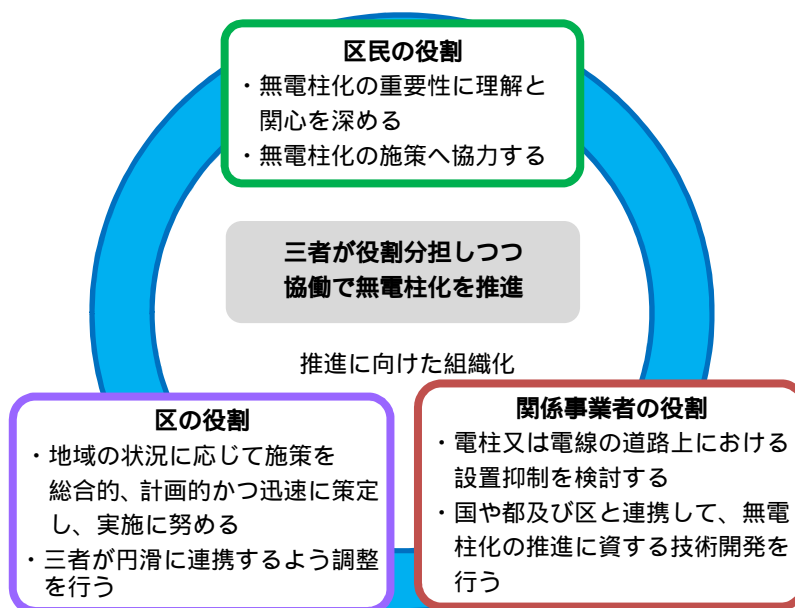 区民の役割
・無電柱化の重要性に理解と
関心を深める
・無電柱化の施策へ協力する
三者が役割分担しつつ
協働で無電柱化を推進
推進に向けた組織化
区の役割
・地域の状況に応じて施策を
総合的、計画的かつ迅速に策定
し、実施に努める
・三者が円滑に連携するよう調整
を行う
関係事業者の役割
・電柱又は電線の道路上における
設置抑制を検討する
・国や都及び区と連携して、無電
柱化の推進に資する技術開発を
行う